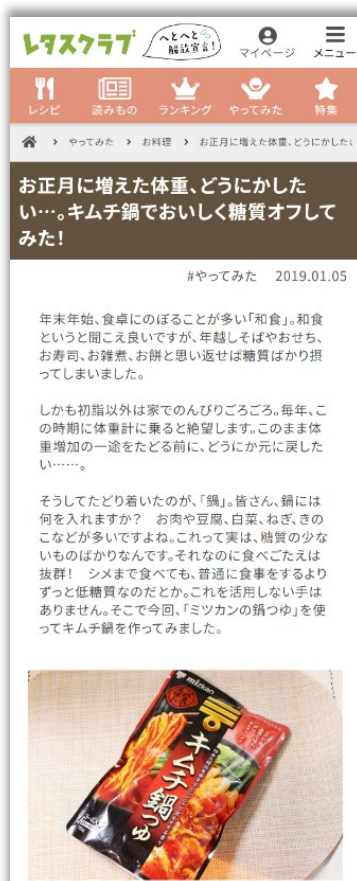 レタスクラブ
へとへと
解放宣言！
マイページ
メニュー
レシピ
読みもの
ランキング
やってみた
特集
やってみた > お料理 > お正月に増えた体重、どうにかしたい
お正月に増えた体重、どうにかした
い…。キムチ鍋でおいしく糖質オフして
みた！
#やってみた 2019.01.05
年末年始、食卓にのぼることが多い「和食」。和食
というと聞こえ良いですが、年越しそばやおせち、
お寿司、お雑煮、お餅と思い返せば糖質ばかり摂
ってしまいました。
しかも初詣以外は家でのんびりごろごろ。毎年、こ
の時期に体重計に乗ると絶望します。このまま体
重増加の一途をたどる前に、どうにか元に戻した
い……。
そうしてたどり着いたのが、「鍋」。皆さん、鍋には
何を入れますか？　お肉や豆腐、白菜、ねぎ、きの
こなどが多いですよね。これって実は、糖質の少な
いものばかりなんです。それなのに食べごたえは
抜群！　シメまで食べても、普通に食事をするより
ずっと低糖質なのだとか。これを活用しない手は
ありません。そこで今回、「ミツカンの鍋つゆ」を使
ってキムチ鍋を作ってみました。
mizkan
キムチ鍋つゆ